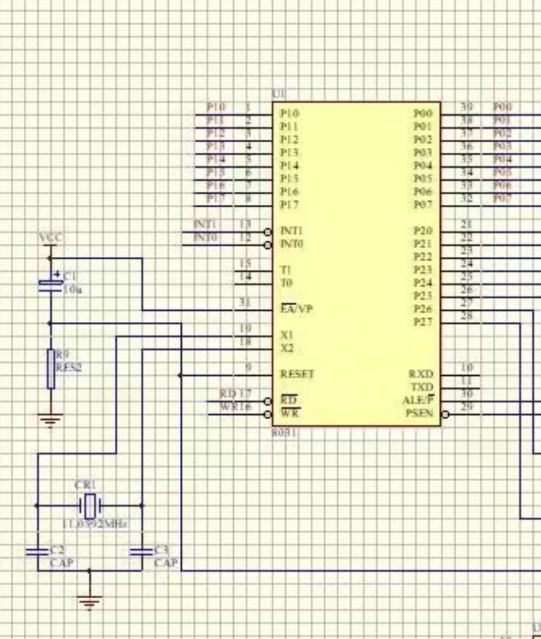 U1
P10 1 P10 P00 39 P00
P11 2 P11 P01 38 P01
P12 3 P12 P02 37 P02
P13 4 P13 P03 36 P03
P14 5 P14 P04 35 P04
P15 6 P15 P05 34 P05
P16 7 P16 P06 33 P06
P17 8 P17 P07 32 P07
INT1 13 INT1 P20 21
INT0 12 INT0 P21 22
P22 23
15 T1 P23 24
14 T0 P24 25
P25 26
31 EA/VP P26 27
P27 28
19 X1
18 X2
9 RESET RXD 10
TXD 11
RD 17 RD ALE/P 30
WR16 WR PSEN 29
VCC
C1
10u
R9
RES2
CR1
11.0592MHz
C2
CAP
C3
CAP